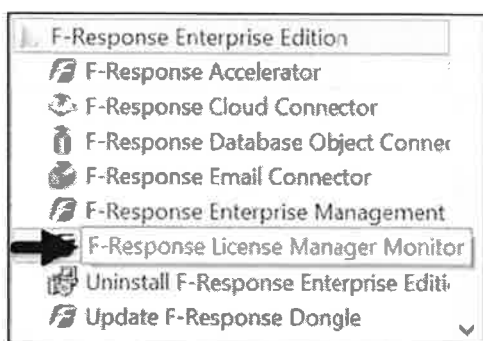 F-Response Enterprise Edition
F-Response Accelerator
F-Response Cloud Connector
F-Response Database Object Connec
F-Response Email Connector
F-Response Enterprise Management
F-Response License Manager Monitor
Uninstall F-Response Enterprise Editi
Update F-Response Dongle